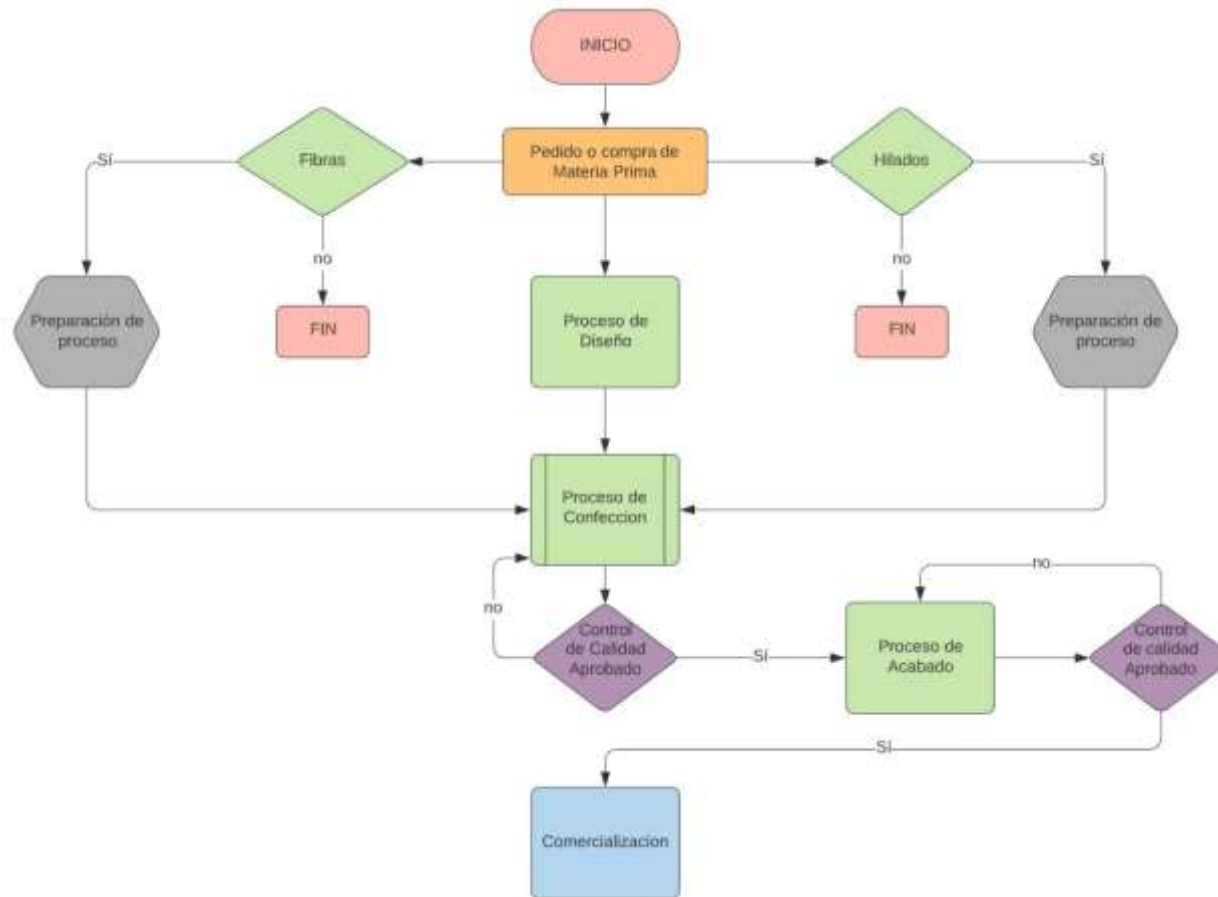 INICIO
Fibras
Pedido o compra de
Materia Prima
Hilados
Sí
Sí
no
no
Preparación de
proceso
FIN
Proceso de
Diseño
FIN
Preparación de
proceso
Proceso de
Confeccion
no
no
Control
de Calidad
Aprobado
Sí
Proceso de
Acabado
Control
de calidad
Aprobado
Sí
Comercializacion